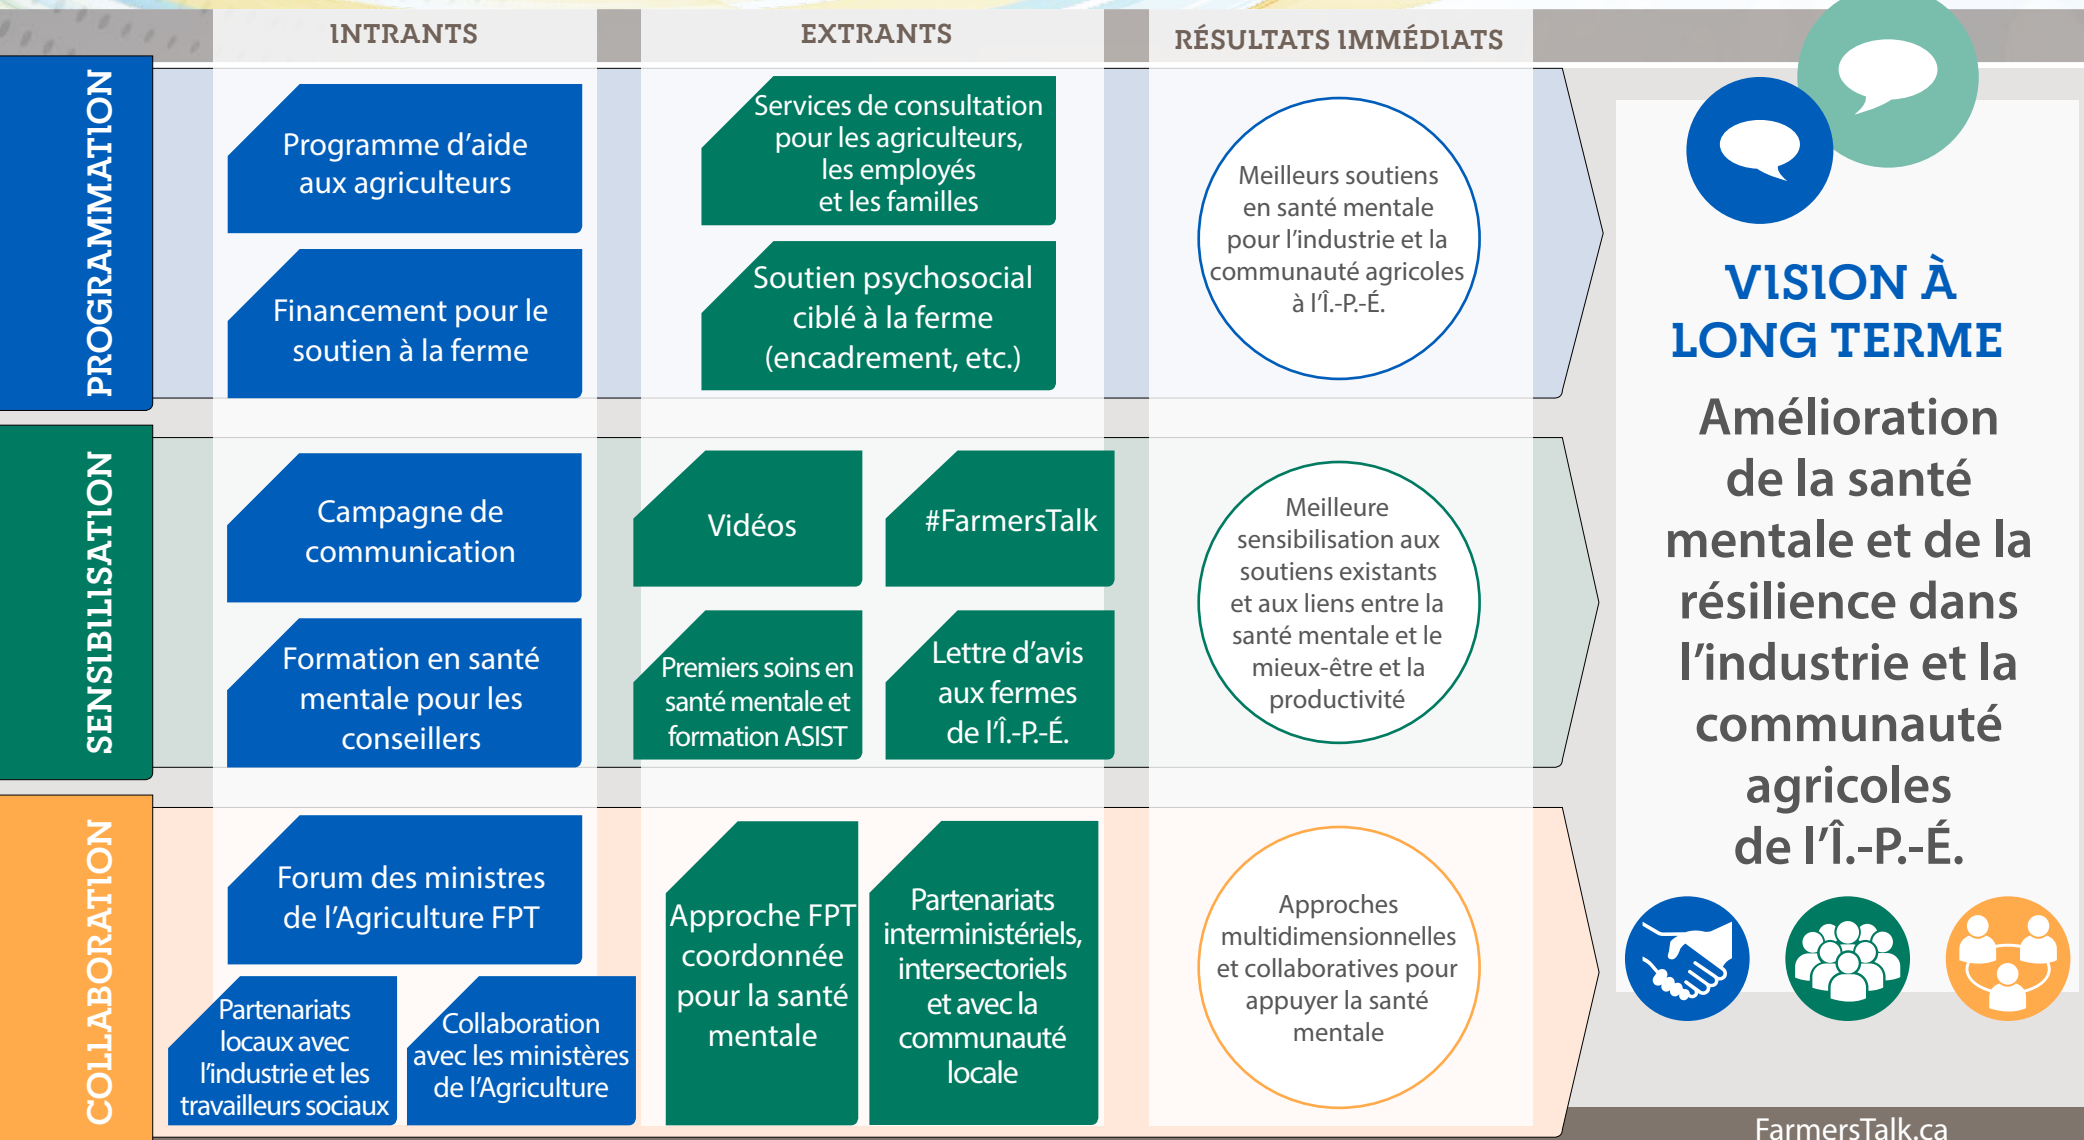 INTRANTS
EXTRANTS
RÉSULTATS IMMÉDIATS
PROGRAMMATION
Programme d’aide
aux agriculteurs
Financement pour le
soutien à la ferme
Services de consultation
pour les agriculteurs,
les employés
et les familles
Soutien psychosocial
ciblé à la ferme
(encadrement, etc.)
Meilleurs soutiens
en santé mentale
pour l’industrie et la
communauté agricoles
à l’Î.-P.-É.
SENSIBILISATION
Campagne de
communication
Formation en santé
mentale pour les
conseillers
Vidéos
#FarmersTalk
Premiers soins en
santé mentale et
formation ASIST
Lettre d’avis
aux fermes
de l’Î.-P.-É.
Meilleure
sensibilisation aux
soutiens existants
et aux liens entre la
santé mentale et le
mieux-être et la
productivité
COLLABORATION
Forum des ministres
de l’Agriculture FPT
Partenariats
locaux avec
l’industrie et les
travailleurs sociaux
Collaboration
avec les ministères
de l’Agriculture
Approche FPT
coordonnée
pour la santé
mentale
Partenariats
interministériels,
intersectoriels
et avec la
communauté
locale
Approches
multidimensionnelles
et collaboratives pour
appuyer la santé
mentale
VISION À
LONG TERME
Amélioration
de la santé
mentale et de la
résilience dans
l’industrie et la
communauté
agricoles
de l’Î.-P.-É.
FarmersTalk.ca